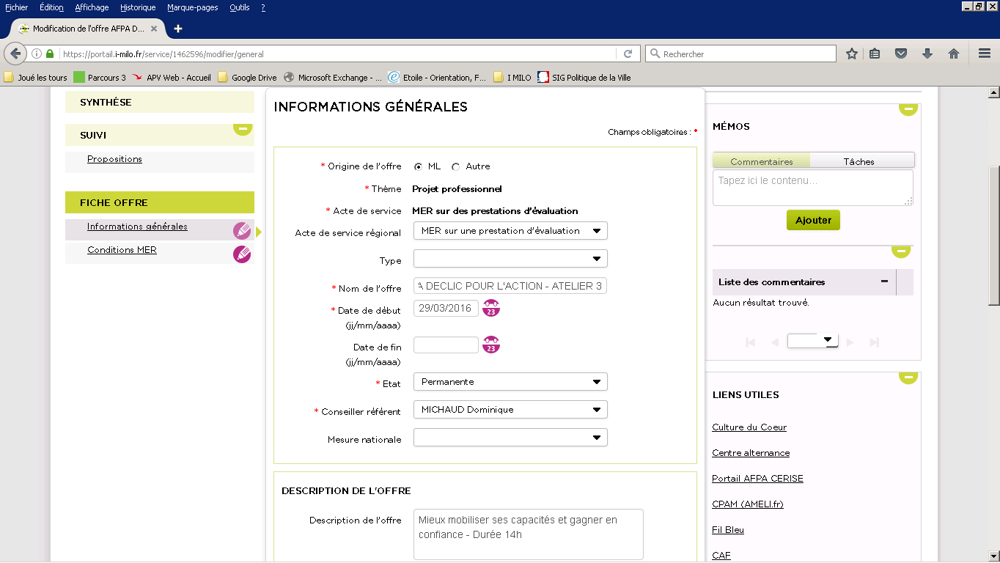 Fichier Édition Affichage Historique Marque-pages Outils ?
Modification de l'offre AFPA D...
https://portail.i-milo.fr/service/1462596/modifier/general
Rechercher
Joué les tours Parcours 3 APV Web - Accueil Google Drive Microsoft Exchange - ... Etoile - Orientation, F... I MILO SIG Politique de la Ville
SYNTHÉSE
SUIVI
Propositions
FICHE OFFRE
Informations générales
Conditions MER
INFORMATIONS GÉNÉRALES
Champs obligatoires : *
* Origine de l'offre ML Autre
* Thème Projet professionnel
* Acte de service MER sur des prestations d'évaluation
Acte de service régional MER sur une prestation d'évaluation
Type
* Nom de l'offre A DECLIC POUR L'ACTION - ATELIER 3
* Date de début 29/03/2016 23
(jj/mm/aaaa)
Date de fin 23
(jj/mm/aaaa)
* Etat Permanente
* Conseiller référent MICHAUD Dominique
Mesure nationale
DESCRIPTION DE L'OFFRE
Description de l'offre Mieux mobiliser ses capacités et gagner en
confiance - Durée 14h
MÉMOS
Commentaires Tâches
Tapez ici le contenu...
Ajouter
Liste des commentaires
Aucun résultat trouvé.
LIENS UTILES
Culture du Coeur
Centre alternance
Portail AFPA CERISE
CPAM (AMELI.fr)
Fil Bleu
CAF